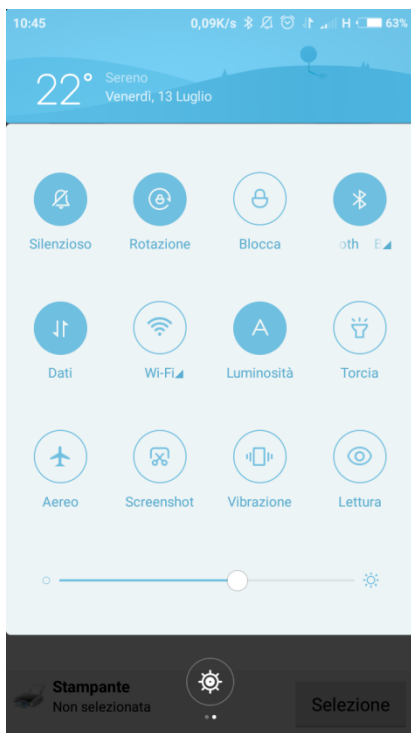 10:45 0,09K/s H 63%
22° Sereno
Venerdì, 13 Luglio
Silenzioso Rotazione Blocca oth B
Dati Wi-Fi Luminosità Torcia
Aereo Screenshot Vibrazione Lettura
Stampante
Non selezionata Selezione